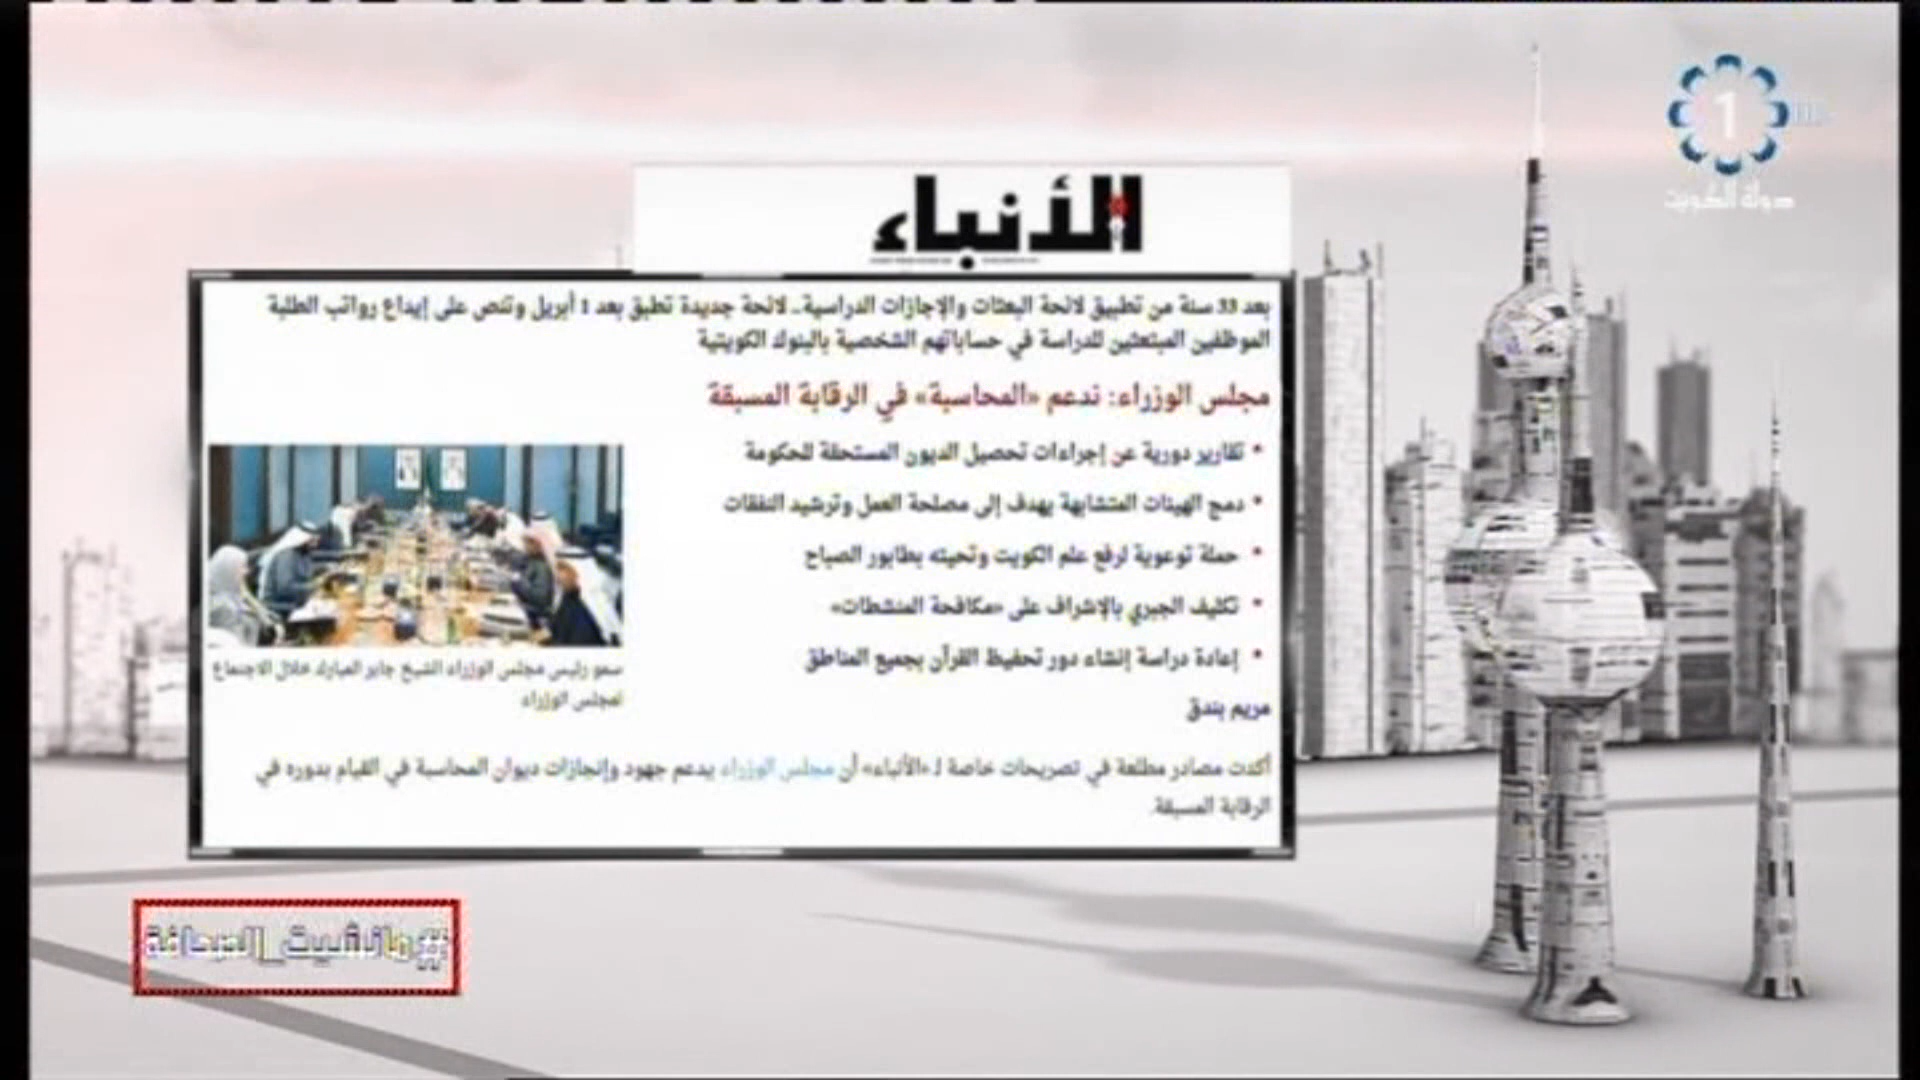 1
دولة الكويت
الأنباء
بعد 33 سنة من تطبيق لائحة البعثات والإجازات الدراسية.. لائحة جديدة تطبق بعد 1 أبريل وتنص على إيداع رواتب الطلبة
الموظفين المبتعثين للدراسة في حساباتهم الشخصية بالبنوك الكويتية
مجلس الوزراء: ندعم «المحاسبة» في الرقابة المسبقة
• تقارير دورية عن إجراءات تحصيل الديون المستحقة للحكومة
• دمج الهيئات المتشابهة يهدف إلى مصلحة العمل وترشيد النفقات
• حملة توعوية لرفع علم الكويت وتحيته بطابور الصباح
• تكليف الجبري بالإشراف على «مكافحة المنشطات»
• إعادة دراسة إنشاء دور تحفيظ القرآن بجميع المناطق
سمو رئيس مجلس الوزراء الشيخ جابر المبارك خلال الاجتماع
لمجلس الوزراء
مريم بندق
أكدت مصادر مطلعة في تصريحات خاصة لـ «الأنباء» أن مجلس الوزراء يدعم جهود وإنجازات ديوان المحاسبة في القيام بدوره في
الرقابة المسبقة.
#مانشيت_الصحافة